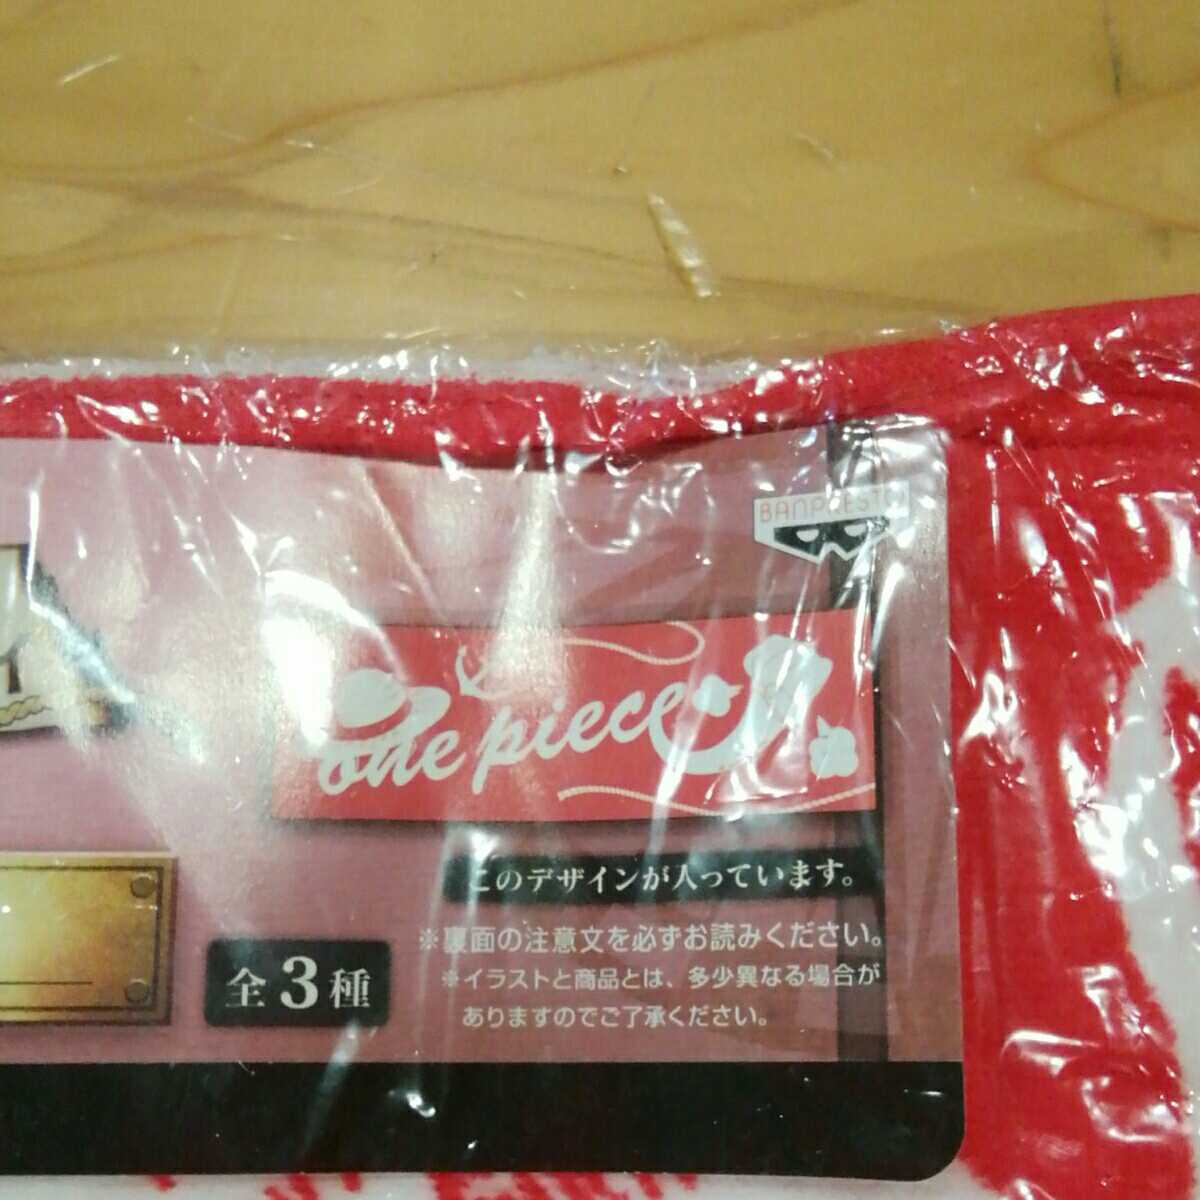 BANPRESTO
one piece
このデザインが入っています。
※裏面の注意文を必ずお読みください。
※イラストと商品とは、多少異なる場合が
ありますのでご了承ください。
全3種